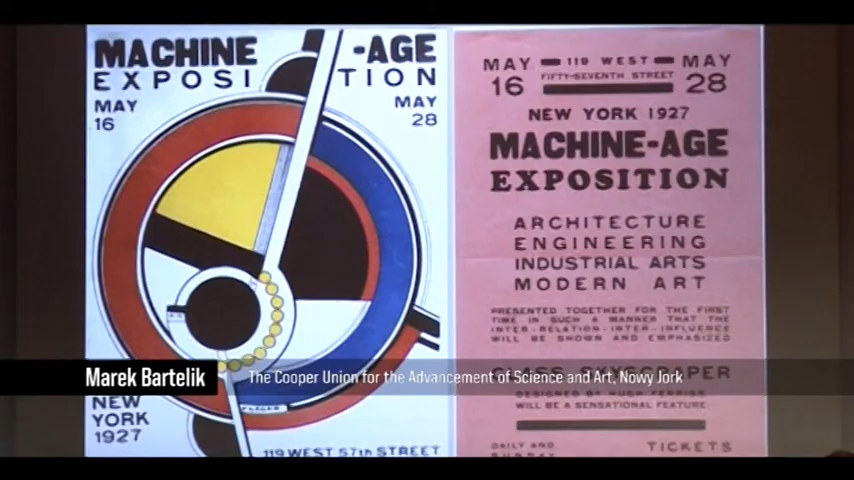 MACHINE-AGE
EXPOSITION
MAY
16
MAY
28
NEW
YORK
1927
119 WEST 57th STREET
MAY
16
119 WEST
FIFTY-SEVENTH STREET
MAY
28
NEW YORK 1927
MACHINE-AGE
EXPOSITION
ARCHITECTURE
ENGINEERING
INDUSTRIAL ARTS
MODERN ART
PRESENTED TOGETHER FOR THE FIRST
TIME IN SUCH A MANNER THAT THE
INTER-RELATION-INTER-INFLUENCE
WILL BE SHOWN AND EMPHASIZED
GLASS SKYSCRAPER
DESIGNED BY HUGH FERRISS
WILL BE A SENSATIONAL FEATURE
DAILY AND
SUNDAY
TICKETS
Marek Bartelik
The Cooper Union for the Advancement of Science and Art, Nowy Jork